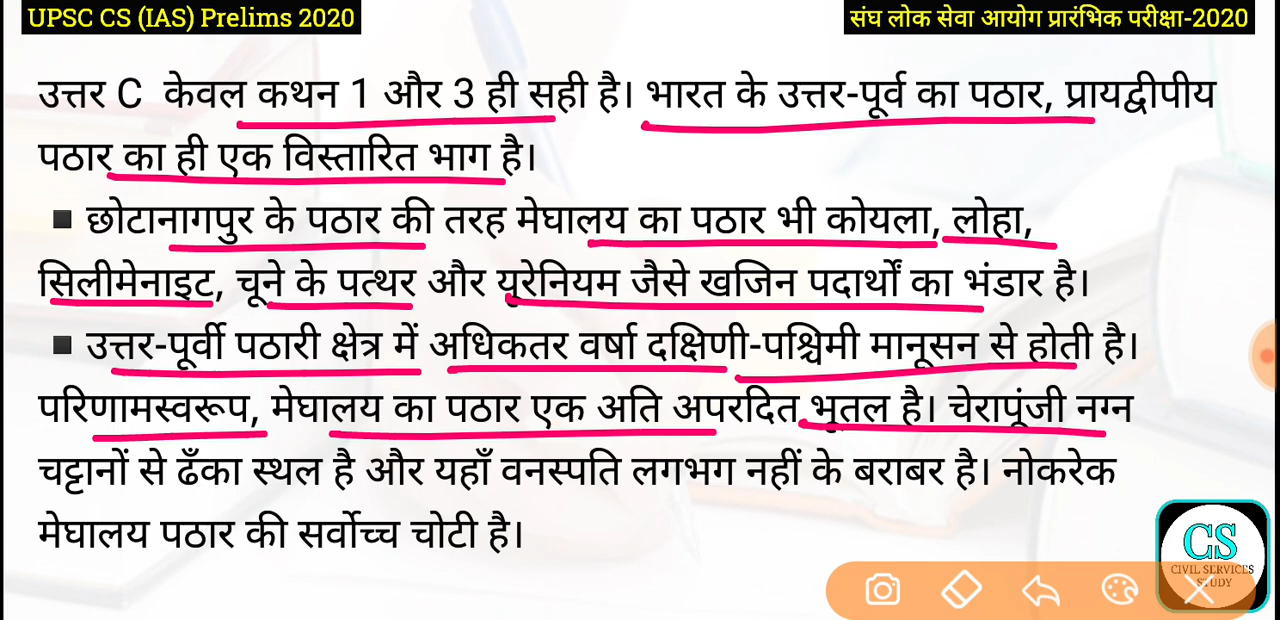 UPSC CS (IAS) Prelims 2020
संघ लोक सेवा आयोग प्रारंभिक परीक्षा-2020
उत्तर C केवल कथन 1 और 3 ही सही है। भारत के उत्तर-पूर्व का पठार, प्रायद्वीपीय
पठार का ही एक विस्तारित भाग है।
▪ छोटानागपुर के पठार की तरह मेघालय का पठार भी कोयला, लोहा,
सिलीमेनाइट, चूने के पत्थर और यूरेनियम जैसे खजिन पदार्थों का भंडार है।
▪ उत्तर-पूर्वी पठारी क्षेत्र में अधिकतर वर्षा दक्षिणी-पश्चिमी मानूसन से होती है।
परिणामस्वरूप, मेघालय का पठार एक अति अपरदित भूतल है। चेरापूंजी नग्न
चट्टानों से ढँका स्थल है और यहाँ वनस्पति लगभग नहीं के बराबर है। नोकरेक
मेघालय पठार की सर्वोच्च चोटी है।
CS
CIVIL SERVICES
STUDY